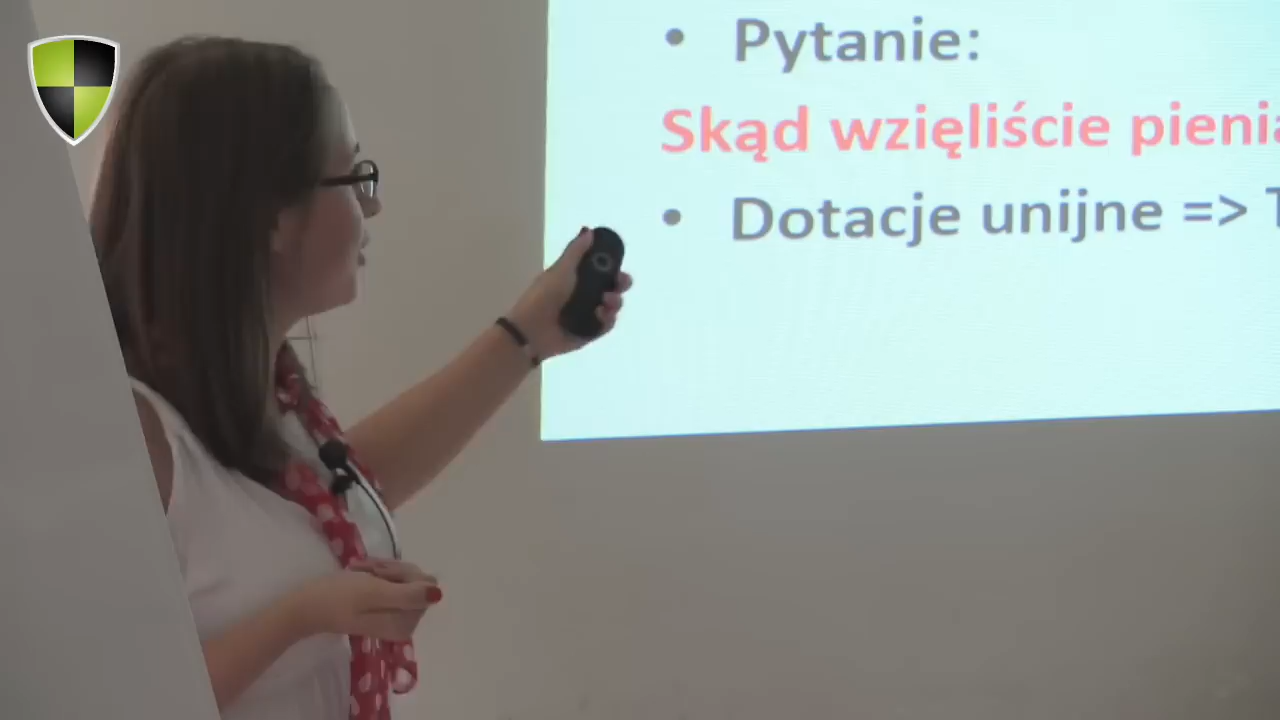 • Pytanie:
Skąd wzięliście
• Dotacje unijne =>